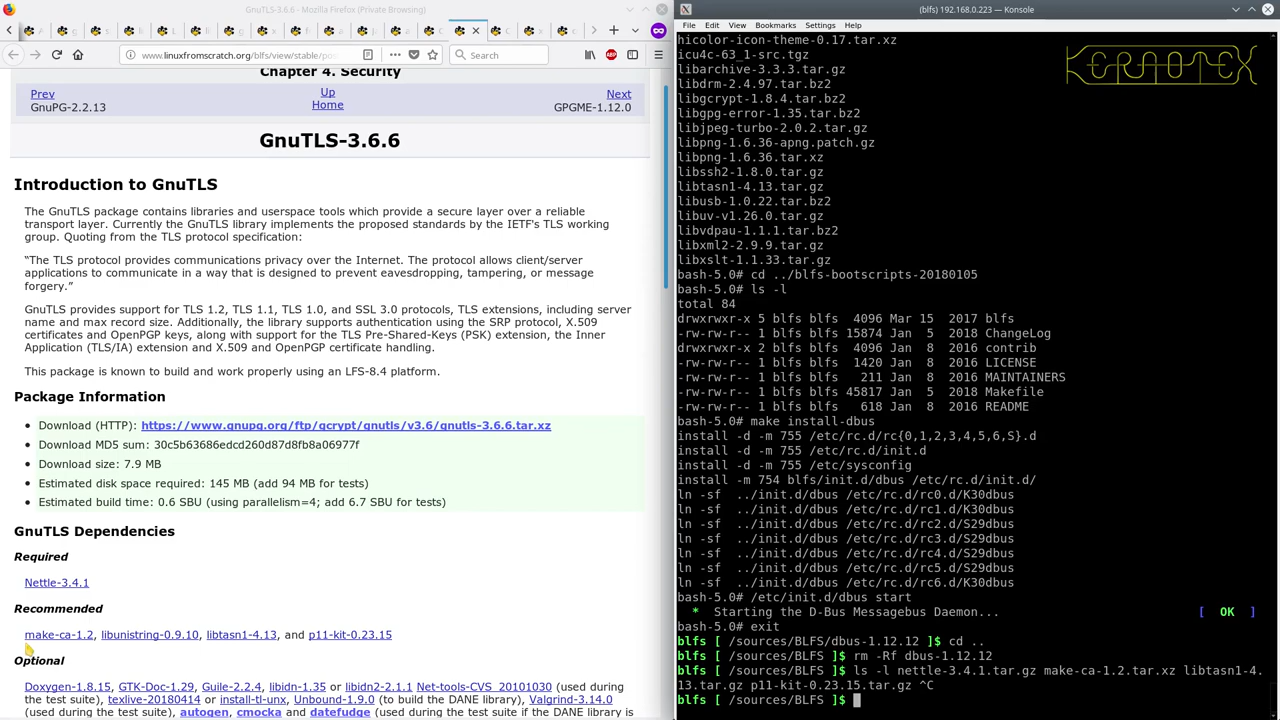 GnuTLS-3.6.6 - Mozilla Firefox (Private Browsing)
www.linuxfromscratch.org/blfs/view/stable/pos
Search
Chapter 4. Security
Prev
Up
Next
GnuPG-2.2.13
Home
GPGME-1.12.0
GnuTLS-3.6.6
Introduction to GnuTLS
The GnuTLS package contains libraries and userspace tools which provide a secure layer over a reliable
transport layer. Currently the GnuTLS library implements the proposed standards by the IETF's TLS working
group. Quoting from the TLS protocol specification:
“The TLS protocol provides communications privacy over the Internet. The protocol allows client/server
applications to communicate in a way that is designed to prevent eavesdropping, tampering, or message
forgery.”
GnuTLS provides support for TLS 1.2, TLS 1.1, TLS 1.0, and SSL 3.0 protocols, TLS extensions, including server
name and max record size. Additionally, the library supports authentication using the SRP protocol, X.509
certificates and OpenPGP keys, along with support for the TLS Pre-Shared-Keys (PSK) extension, the Inner
Application (TLS/IA) extension and X.509 and OpenPGP certificate handling.
This package is known to build and work properly using an LFS-8.4 platform.
Package Information
Download (HTTP): https://www.gnupg.org/ftp/gcrypt/gnutls/v3.6/gnutls-3.6.6.tar.xz
Download MD5 sum: 30c5b63686edcd260d87d8fb8a06977f
Download size: 7.9 MB
Estimated disk space required: 145 MB (add 94 MB for tests)
Estimated build time: 0.6 SBU (using parallelism=4; add 6.7 SBU for tests)
GnuTLS Dependencies
Required
Nettle-3.4.1
Recommended
make-ca-1.2, libunistring-0.9.10, libtasn1-4.13, and p11-kit-0.23.15
Optional
Doxygen-1.8.15, GTK-Doc-1.29, Guile-2.2.4, libidn-1.35 or libidn2-2.1.1 Net-tools-CVS_20101030 (used during
the test suite), texlive-20180414 or install-tl-unx, Unbound-1.9.0 (to build the DANE library), Valgrind-3.14.0
(used during the test suite), autogen, cmocka and datefudge (used during the test suite if the DANE library is
(blfs) 192.168.0.223 — Konsole
File Edit View Bookmarks Settings Help
KERAOTEX
hicolor-icon-theme-0.17.tar.xz
icu4c-63_1-src.tgz
libarchive-3.3.3.tar.gz
libdrm-2.4.97.tar.bz2
libgcrypt-1.8.4.tar.bz2
libgpg-error-1.35.tar.bz2
libjpeg-turbo-2.0.2.tar.gz
libpng-1.6.36-apng.patch.gz
libpng-1.6.36.tar.xz
libssh2-1.8.0.tar.gz
libtasn1-4.13.tar.gz
libusb-1.0.22.tar.bz2
libuv-v1.26.0.tar.gz
libvdpau-1.1.1.tar.bz2
libxml2-2.9.9.tar.gz
libxslt-1.1.33.tar.gz
bash-5.0# cd ../blfs-bootscripts-20180105
bash-5.0# ls -l
total 84
drwxrwxr-x 5 blfs blfs 4096 Mar 15 2017 blfs
-rw-rw-r-- 1 blfs blfs 15874 Jan 5 2018 ChangeLog
drwxrwxr-x 2 blfs blfs 4096 Jan 8 2016 contrib
-rw-rw-r-- 1 blfs blfs 1420 Jan 8 2016 LICENSE
-rw-rw-r-- 1 blfs blfs 211 Jan 8 2016 MAINTAINERS
-rw-rw-r-- 1 blfs blfs 45817 Jan 5 2018 Makefile
-rw-rw-r-- 1 blfs blfs 618 Jan 8 2016 README
bash-5.0# make install-dbus
install -d -m 755 /etc/rc.d/rc{0,1,2,3,4,5,6,S}.d
install -d -m 755 /etc/rc.d/init.d
install -d -m 755 /etc/sysconfig
install -m 754 blfs/init.d/dbus /etc/rc.d/init.d/
ln -sf ../init.d/dbus /etc/rc.d/rc0.d/K30dbus
ln -sf ../init.d/dbus /etc/rc.d/rc1.d/K30dbus
ln -sf ../init.d/dbus /etc/rc.d/rc2.d/S29dbus
ln -sf ../init.d/dbus /etc/rc.d/rc3.d/S29dbus
ln -sf ../init.d/dbus /etc/rc.d/rc4.d/S29dbus
ln -sf ../init.d/dbus /etc/rc.d/rc5.d/S29dbus
ln -sf ../init.d/dbus /etc/rc.d/rc6.d/K30dbus
bash-5.0# /etc/init.d/dbus start
* Starting the D-Bus Messagebus Daemon... [ OK ]
bash-5.0# exit
blfs [ /sources/BLFS/dbus-1.12.12 ]$ cd ..
blfs [ /sources/BLFS ]$ rm -Rf dbus-1.12.12
blfs [ /sources/BLFS ]$ ls -l nettle-3.4.1.tar.gz make-ca-1.2.tar.xz libtasn1-4.
13.tar.gz p11-kit-0.23.15.tar.gz ^C
blfs [ /sources/BLFS ]$